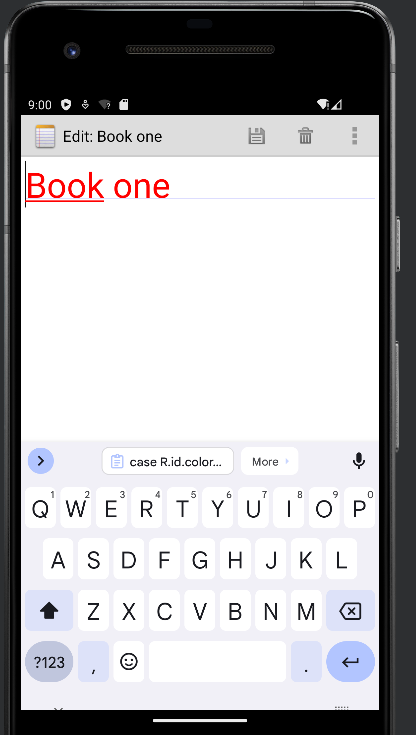 9:00
Edit: Book one
Book one
case R.id.color...
More
Q1 W2 E3 R4 T5 Y6 U7 I8 O9 P0
A S D F G H J K L
Z X C V B N M
?123 , .